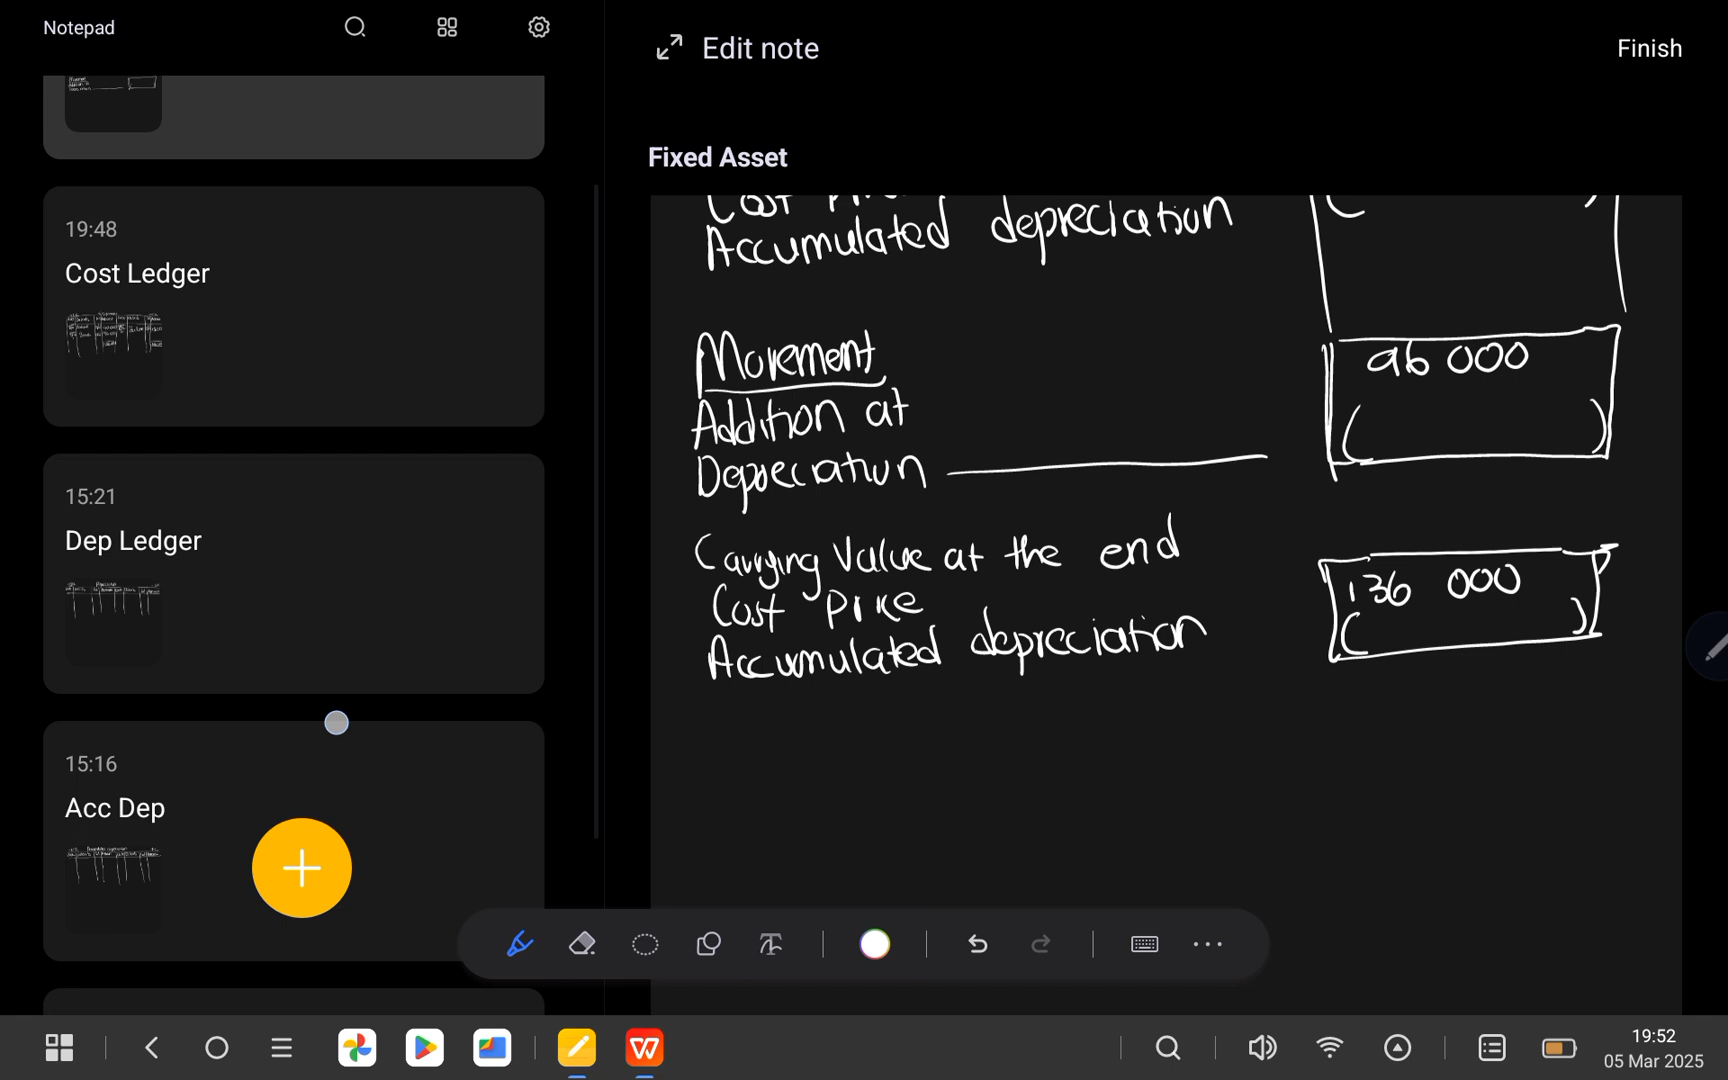 Notepad
19:48
Cost Ledger
15:21
Dep Ledger
15:16
Acc Dep
Edit note
Finish
Fixed Asset
Cost
Accumulated depreciation
Movement
96 000
Addition at
( )
Depreciation
Carrying Value at the end
Cost Price
136 000
Accumulated depreciation
( )
19:52
05 Mar 2025